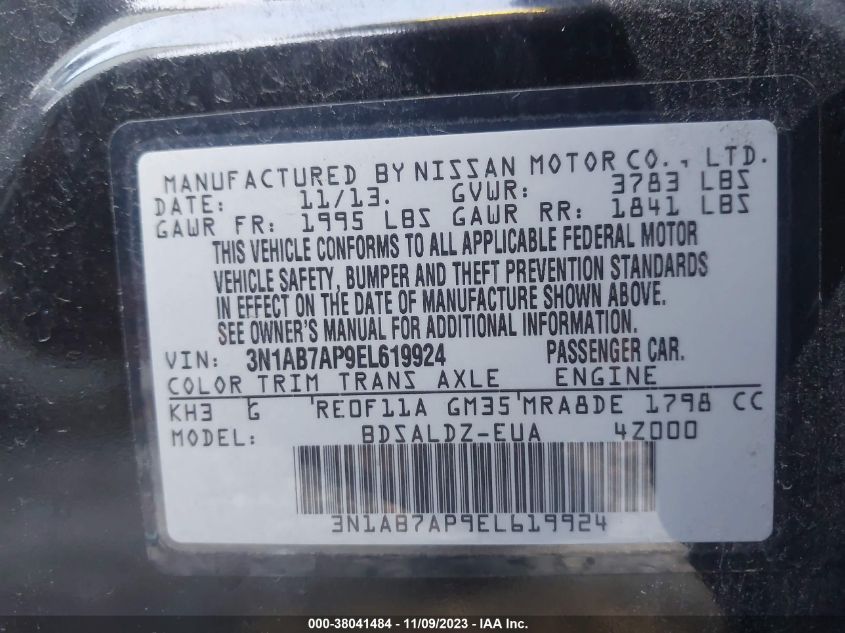 MANUFACTURED BY NISSAN MOTOR CO., LTD.
DATE: 11/13. GVWR: 3783 LBS
GAWR FR: 1995 LBS GAWR RR: 1841 LBS
THIS VEHICLE CONFORMS TO ALL APPLICABLE FEDERAL MOTOR
VEHICLE SAFETY, BUMPER AND THEFT PREVENTION STANDARDS
IN EFFECT ON THE DATE OF MANUFACTURE SHOWN ABOVE.
SEE OWNER'S MANUAL FOR ADDITIONAL INFORMATION.
VIN: 3N1AB7AP9EL619924 PASSENGER CAR.
COLOR TRIM TRANS AXLE ENGINE
KH3 G RE0F11A GM35 MRA8DE 1798 CC
MODEL: BDSALDZ-EUA 4Z000
3N1AB7AP9EL619924
000-38041484 - 11/09/2023 - IAA Inc.